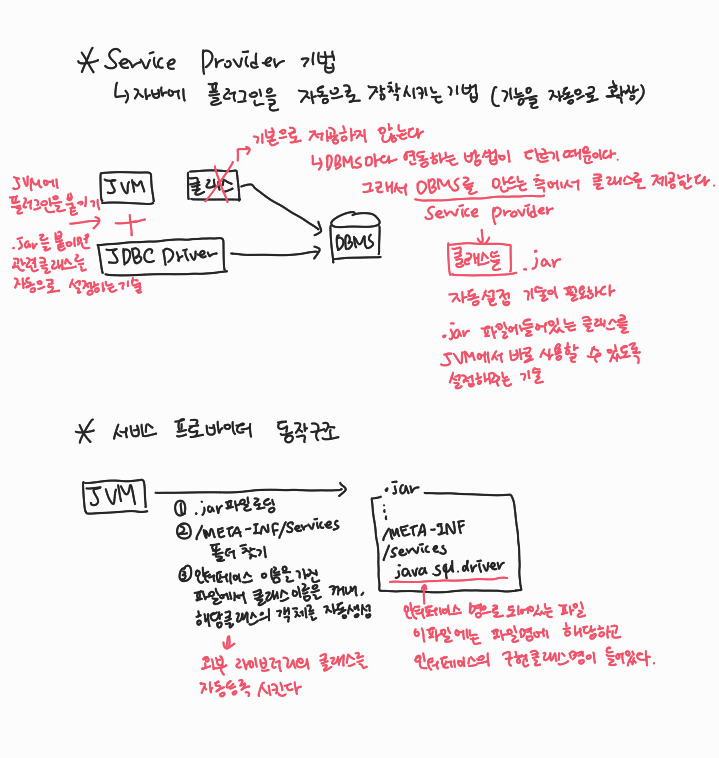 * Service Provider 기법
↳ 자바에 플러그인을 자동으로 장착시키는 기법 (기능을 자동으로 확장)
기본으로 제공하지 않는다
↳ DBMS마다 연동하는 방법이 다르기 때문이다.
그래서 DBMS를 만드는 측에서 클래스를 제공한다.
Service provider
JVM에
플러그인을 붙이기
JVM
클래스
+
.Jar를 붙이면
관련클래스를
자동으로 설정하는기술
JDBC Driver
DBMS
클래스들 .jar
자동설정 기술이 필요하다
.jar 파일에들어있는 클래스를
JVM에서 바로 사용할 수 있도록
설정해주는 기술
* 서비스 프로바이더 동작구조
JVM
① .jar파일로딩
② /META-INF/Services
폴더 찾기
③ 인터페이스 이름을가진
파일에서 클래스이름을 꺼내,
해당클래스의 객체를 자동생성
외부 라이브러리의 클래스를
자동등록 시킨다
.jar
:
/META-INF
/services
java.sql.driver
인터페이스 명으로 되어있는 파일
이파일에는 파일명에 해당하고
인터페이스의 구현클래스명이 들어있다.